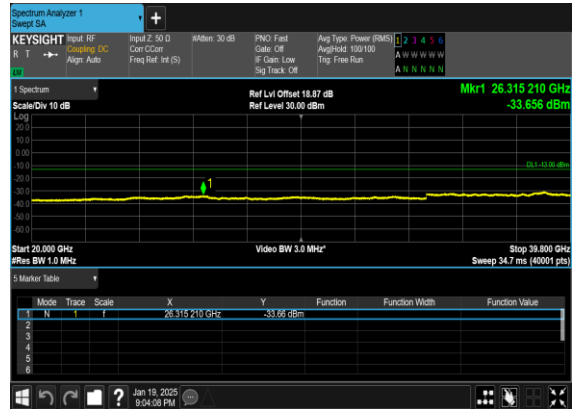 Spectrum Analyzer 1
Swept SA
KEYSIGHT Input: RF Input Z: 50 Ω #Atten: 30 dB PNO: Fast Avg Type: Power (RMS) 1 2 3 4 5 6
R T Coupling: DC Corr CCorr Gate: Off Avg|Hold: 100/100 A W W W W W
Align: Auto Freq Ref: Int (S) IF Gain: Low Trig: Free Run
LW Sig Track: Off A N N N N N
1 Spectrum Ref Lvl Offset 18.87 dB Mkr1 26.315 210 GHz
Scale/Div 10 dB Ref Level 30.00 dBm -33.656 dBm
Log
20.0
10.0
0.00
-10.0 DL1 -13.00 dBm
-20.0
-30.0 1
-40.0
-50.0
-60.0
Start 20.000 GHz Video BW 3.0 MHz* Stop 39.800 GHz
#Res BW 1.0 MHz Sweep 34.7 ms (40001 pts)
5 Marker Table
Mode Trace Scale X Y Function Function Width Function Value
1 N 1 f 26.315 210 GHz -33.66 dBm
2
3
4
5
6
? Jan 19, 2025
9:04:08 PM